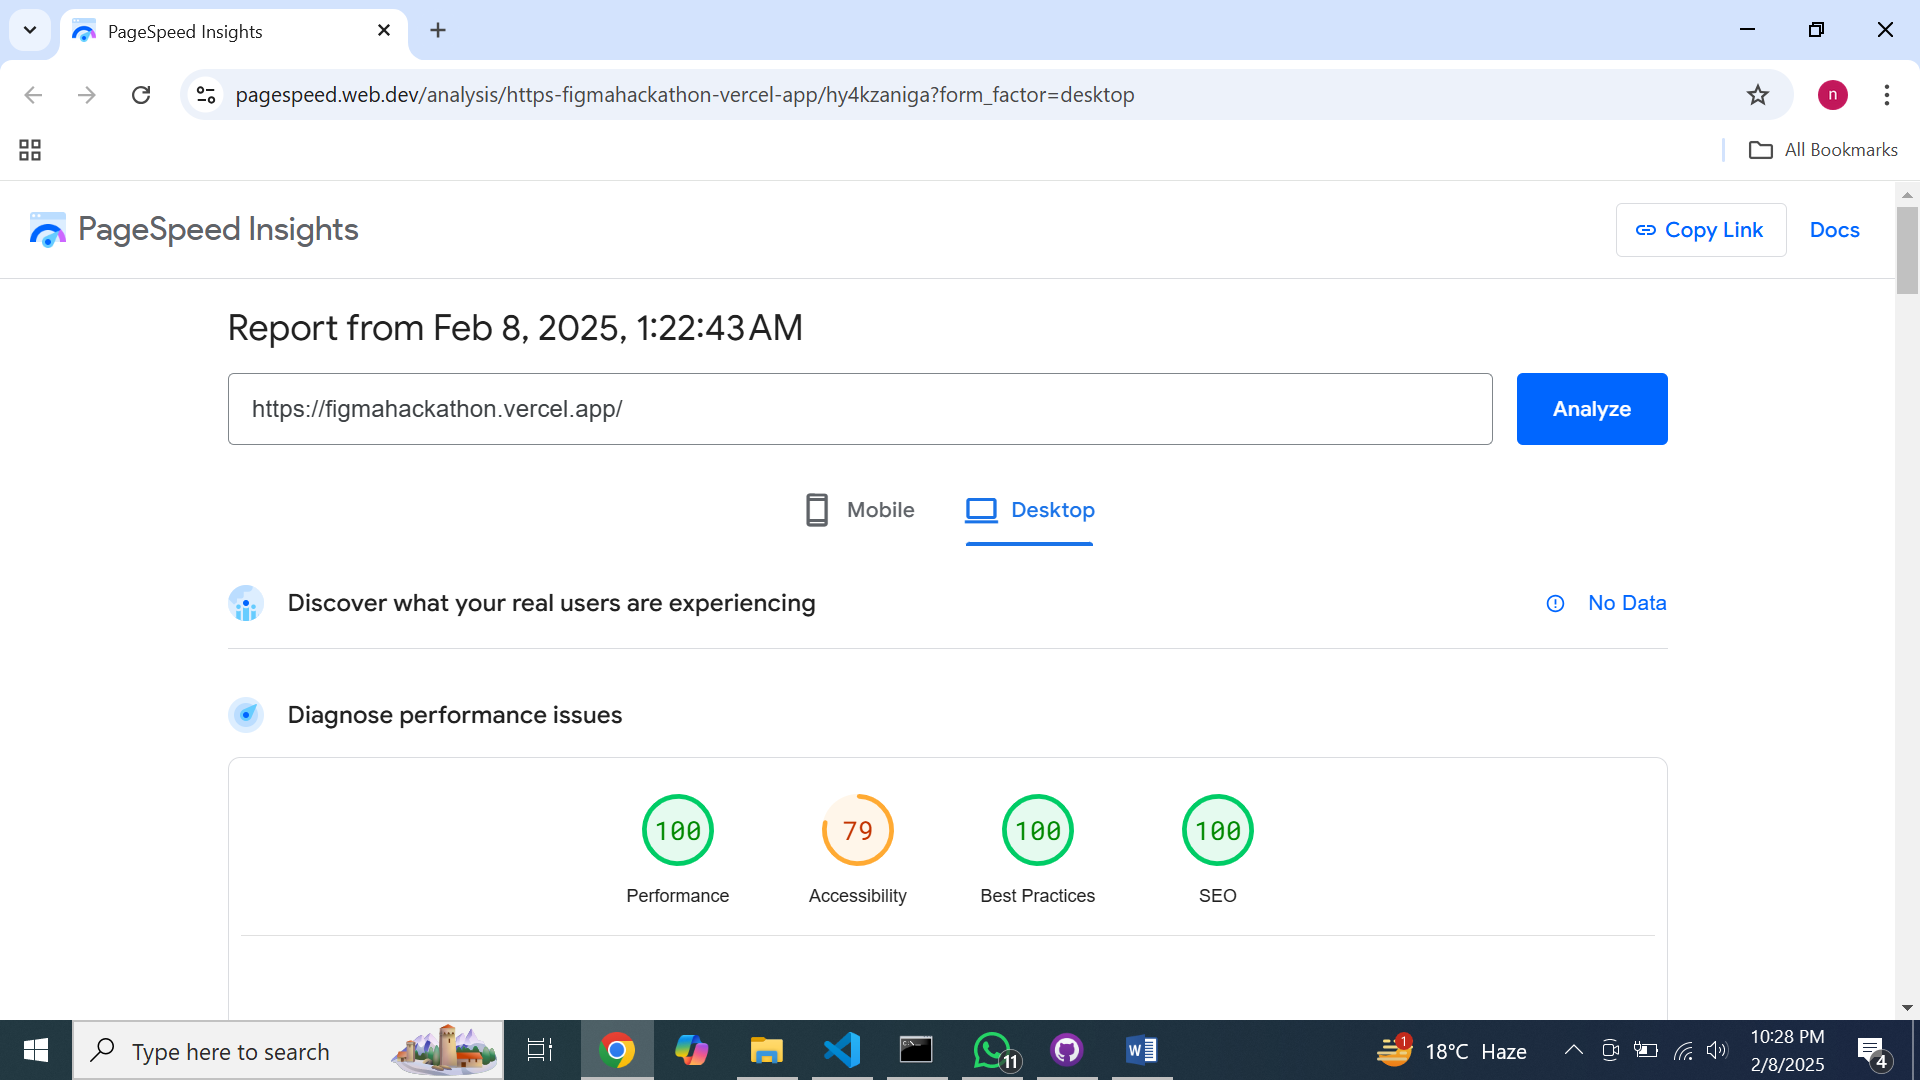 PageSpeed Insights
pagespeed.web.dev/analysis/https-figmahackathon-vercel-app/hy4kzaniga?form_factor=desktop
n
All Bookmarks
PageSpeed Insights
Copy Link
Docs
Report from Feb 8, 2025, 1:22:43 AM
https://figmahackathon.vercel.app/
Analyze
Mobile
Desktop
Discover what your real users are experiencing
No Data
Diagnose performance issues
100
79
100
100
Performance
Accessibility
Best Practices
SEO
Type here to search
11
1
18°C Haze
10:28 PM
2/8/2025
4